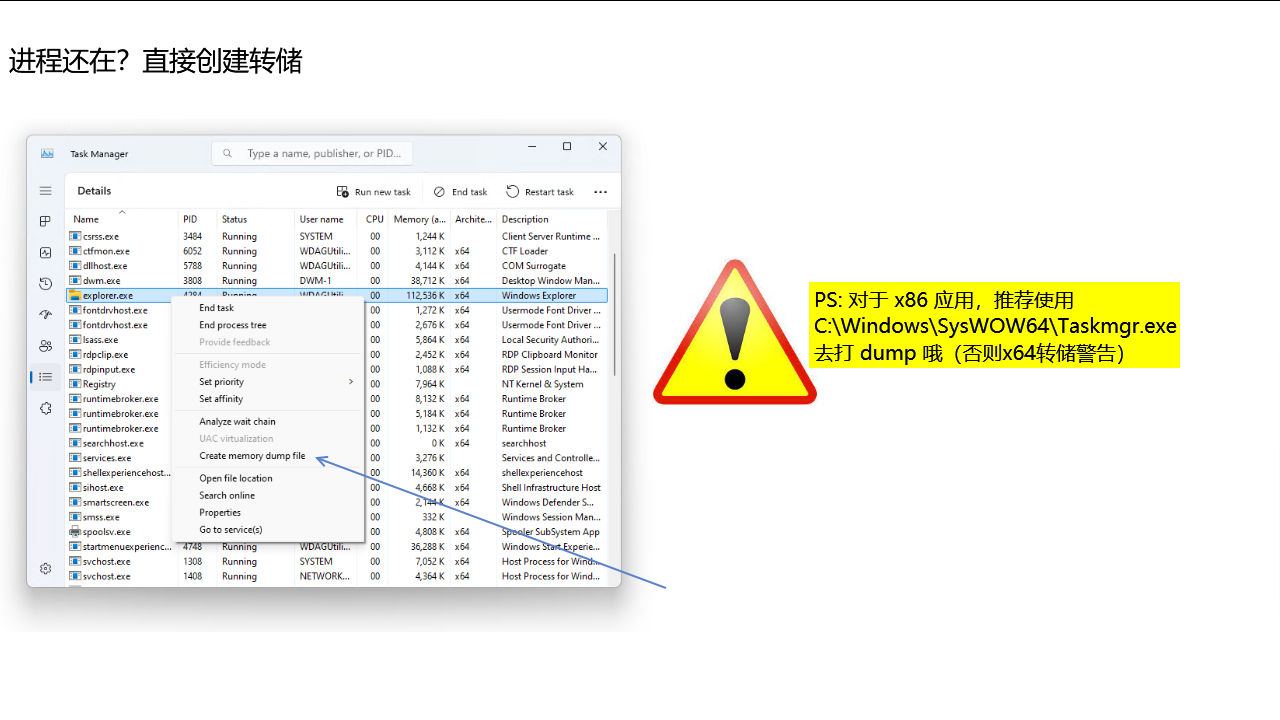 进程还在？直接创建转储
Task Manager
Type a name, publisher, or PID...
Details
Run new task
End task
Restart task
Name PID Status User name CPU Memory (a... Archite... Description
csrss.exe 3484 Running SYSTEM 00 1,244 K Client Server Runtime ...
ctfmon.exe 6052 Running WDAGUtili... 00 3,112 K x64 CTF Loader
dllhost.exe 5788 Running WDAGUtili... 00 4,144 K x64 COM Surrogate
dwm.exe 3808 Running DWM-1 00 38,712 K x64 Desktop Window Man...
explorer.exe 4284 Running WDAGUtili... 00 112,536 K x64 Windows Explorer
fontdrvhost.exe 00 1,272 K x64 Usermode Font Driver ...
fontdrvhost.exe 00 2,676 K x64 Usermode Font Driver ...
lsass.exe 00 5,864 K x64 Local Security Authori...
rdpclip.exe 00 2,452 K x64 RDP Clipboard Monitor
rdpinput.exe 00 1,088 K x64 RDP Session Input Ha...
Registry 00 7,964 K NT Kernel & System
runtimebroker.exe 00 8,132 K x64 Runtime Broker
runtimebroker.exe 00 5,184 K x64 Runtime Broker
runtimebroker.exe 00 1,132 K x64 Runtime Broker
searchhost.exe 00 0 K x64 searchhost
services.exe 00 3,276 K Services and Controlle...
shellexperiencehost... 00 14,360 K x64 shellexperiencehost
sihost.exe 00 4,668 K x64 Shell Infrastructure Host
smartscreen.exe 00 2,144 K x64 Windows Defender S...
smss.exe 00 332 K Windows Session Man...
spoolsv.exe 00 4,808 K x64 Spooler SubSystem App
startmenuexperienc... 4748 Running WDAGUtili... 00 36,288 K x64 Windows Start Experie...
svchost.exe 1308 Running SYSTEM 00 7,052 K x64 Host Process for Wind...
svchost.exe 1408 Running NETWORK... 00 4,364 K x64 Host Process for Wind...
End task
End process tree
Provide feedback
Efficiency mode
Set priority
Set affinity
Analyze wait chain
UAC virtualization
Create memory dump file
Open file location
Search online
Properties
Go to service(s)
PS: 对于 x86 应用，推荐使用
C:\Windows\SysWOW64\Taskmgr.exe
去打 dump 哦（否则x64转储警告）